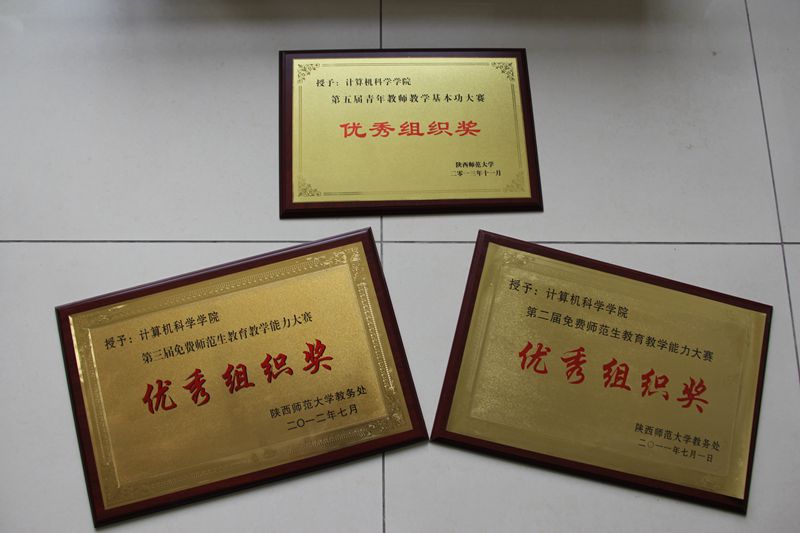 授予：计算机科学学院
第五届青年教师教学基本功大赛
优秀组织奖
陕西师范大学
二零一三年十一月
授予：计算机科学学院
第三届免费师范生教育教学能力大赛
优秀组织奖
陕西师范大学教务处
二〇一二年七月
授予：计算机科学学院
第二届免费师范生教育教学能力大赛
优秀组织奖
陕西师范大学教务处
二〇一一年七月一日